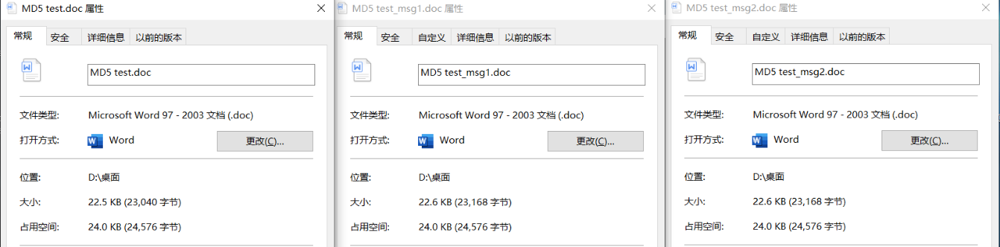 MD5 test.doc 属性
常规 安全 详细信息 以前的版本
MD5 test.doc
文件类型: Microsoft Word 97 - 2003 文档 (.doc)
打开方式: Word 更改(C)...
位置: D:\桌面
大小: 22.5 KB (23,040 字节)
占用空间: 24.0 KB (24,576 字节)
MD5 test_msg1.doc 属性
常规 安全 自定义 详细信息 以前的版本
MD5 test_msg1.doc
文件类型: Microsoft Word 97 - 2003 文档 (.doc)
打开方式: Word 更改(C)...
位置: D:\桌面
大小: 22.6 KB (23,168 字节)
占用空间: 24.0 KB (24,576 字节)
MD5 test_msg2.doc 属性
常规 安全 自定义 详细信息 以前的版本
MD5 test_msg2.doc
文件类型: Microsoft Word 97 - 2003 文档 (.doc)
打开方式: Word 更改(C)...
位置: D:\桌面
大小: 22.6 KB (23,168 字节)
占用空间: 24.0 KB (24,576 字节)